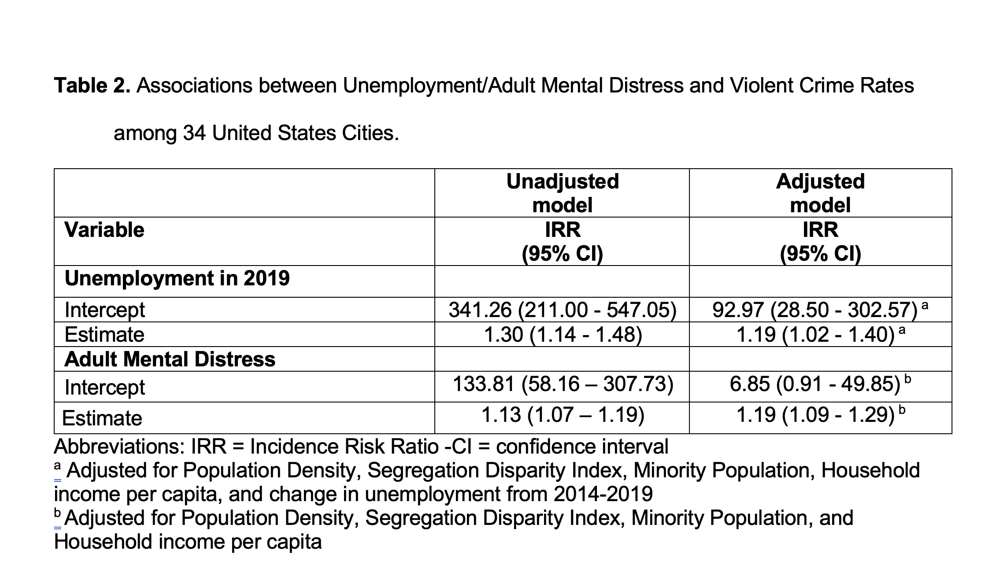 Table 2. Associations between Unemployment/Adult Mental Distress and Violent Crime Rates
among 34 United States Cities.
Unadjusted Adjusted
model model
Variable IRR IRR
(95% CI) (95% CI)
Unemployment in 2019
Intercept 341.26 (211.00 - 547.05) 92.97 (28.50 - 302.57) a
Estimate 1.30 (1.14 - 1.48) 1.19 (1.02 - 1.40) a
Adult Mental Distress
Intercept 133.81 (58.16 – 307.73) 6.85 (0.91 - 49.85) b
Estimate 1.13 (1.07 – 1.19) 1.19 (1.09 - 1.29) b
Abbreviations: IRR = Incidence Risk Ratio -CI = confidence interval
a Adjusted for Population Density, Segregation Disparity Index, Minority Population, Household
income per capita, and change in unemployment from 2014-2019
b Adjusted for Population Density, Segregation Disparity Index, Minority Population, and
Household income per capita